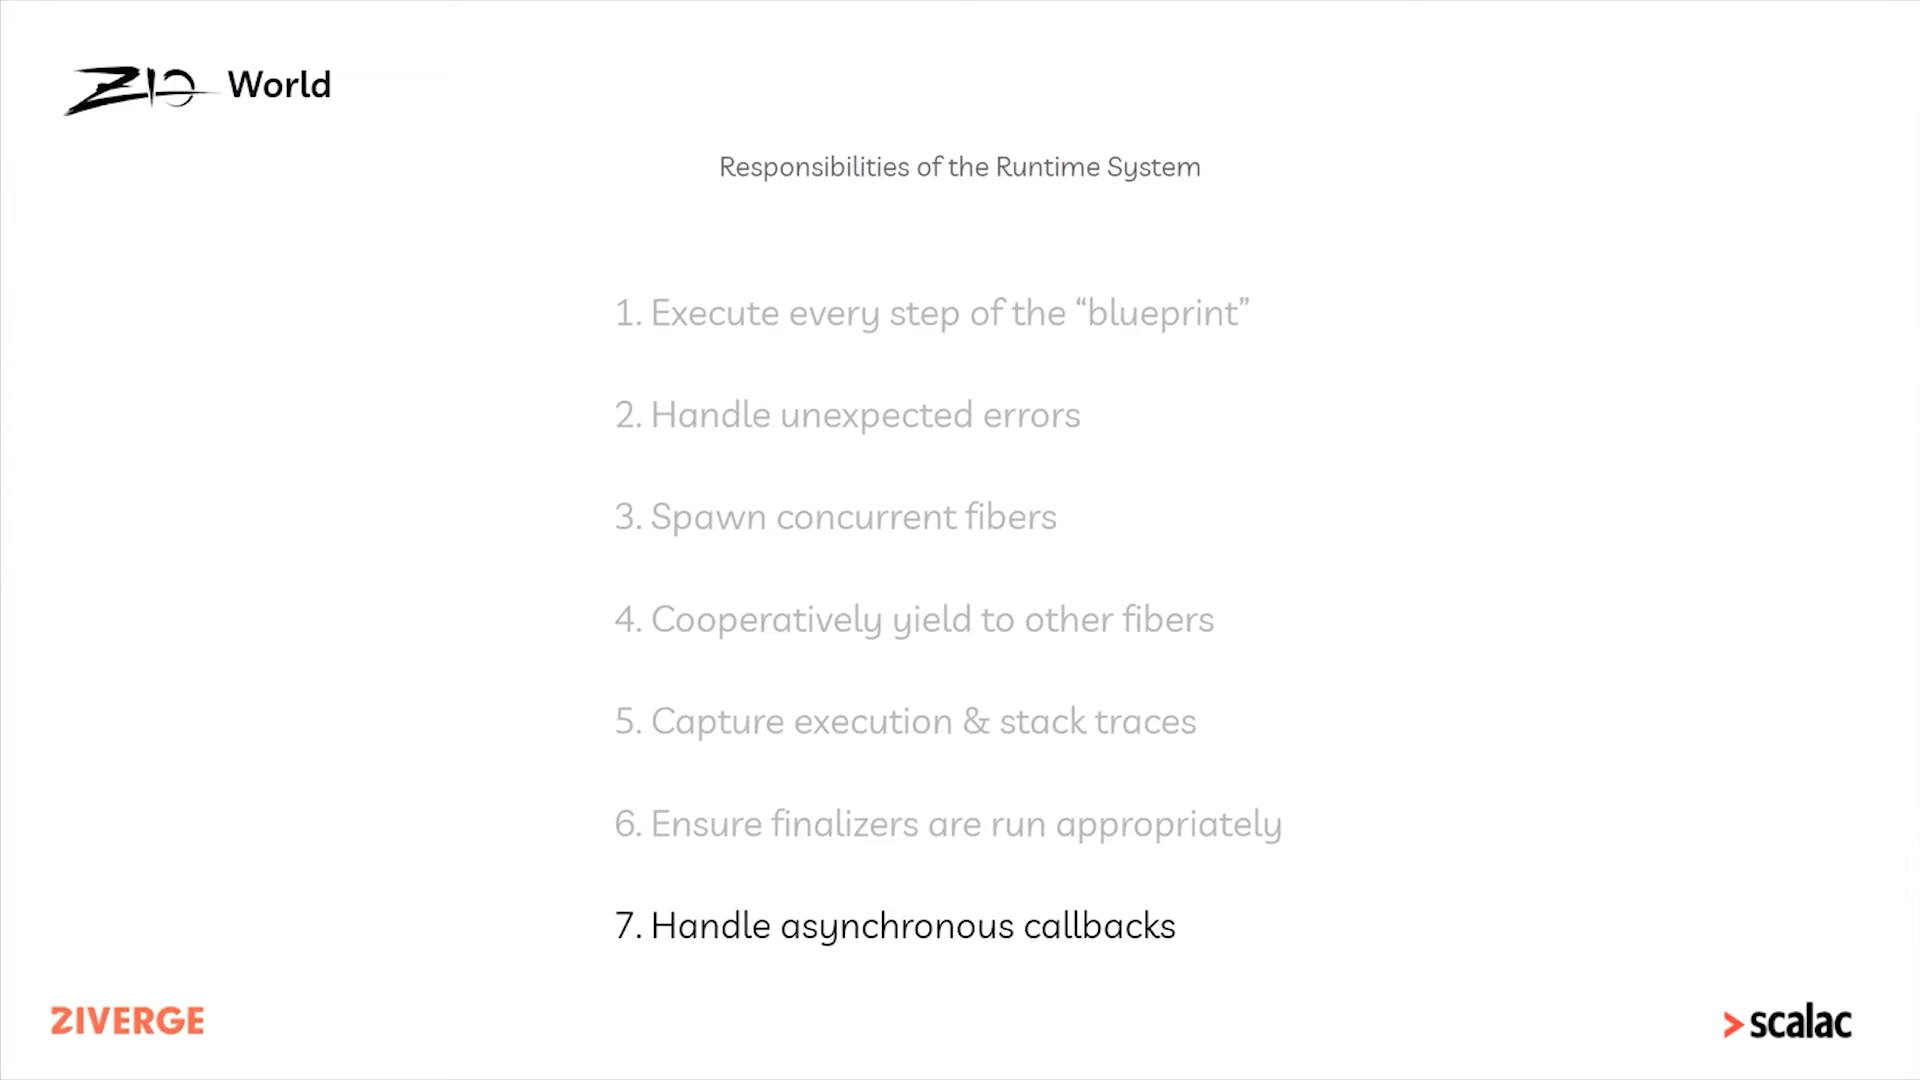 ZIO World
Responsibilities of the Runtime System
1. Execute every step of the “blueprint”
2. Handle unexpected errors
3. Spawn concurrent fibers
4. Cooperatively yield to other fibers
5. Capture execution & stack traces
6. Ensure finalizers are run appropriately
7. Handle asynchronous callbacks
ZIVERGE
scalac